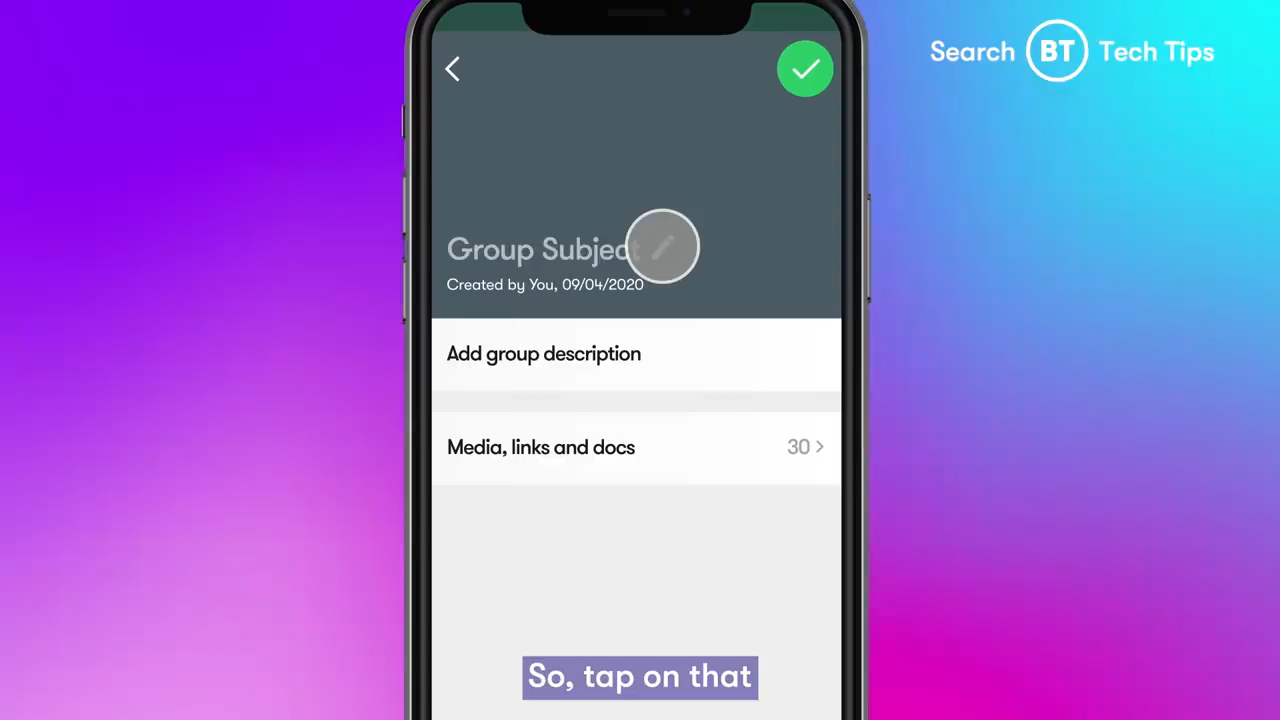 Search BT Tech Tips
Group Subject
Created by You, 09/04/2020
Add group description
Media, links and docs 30
So, tap on that